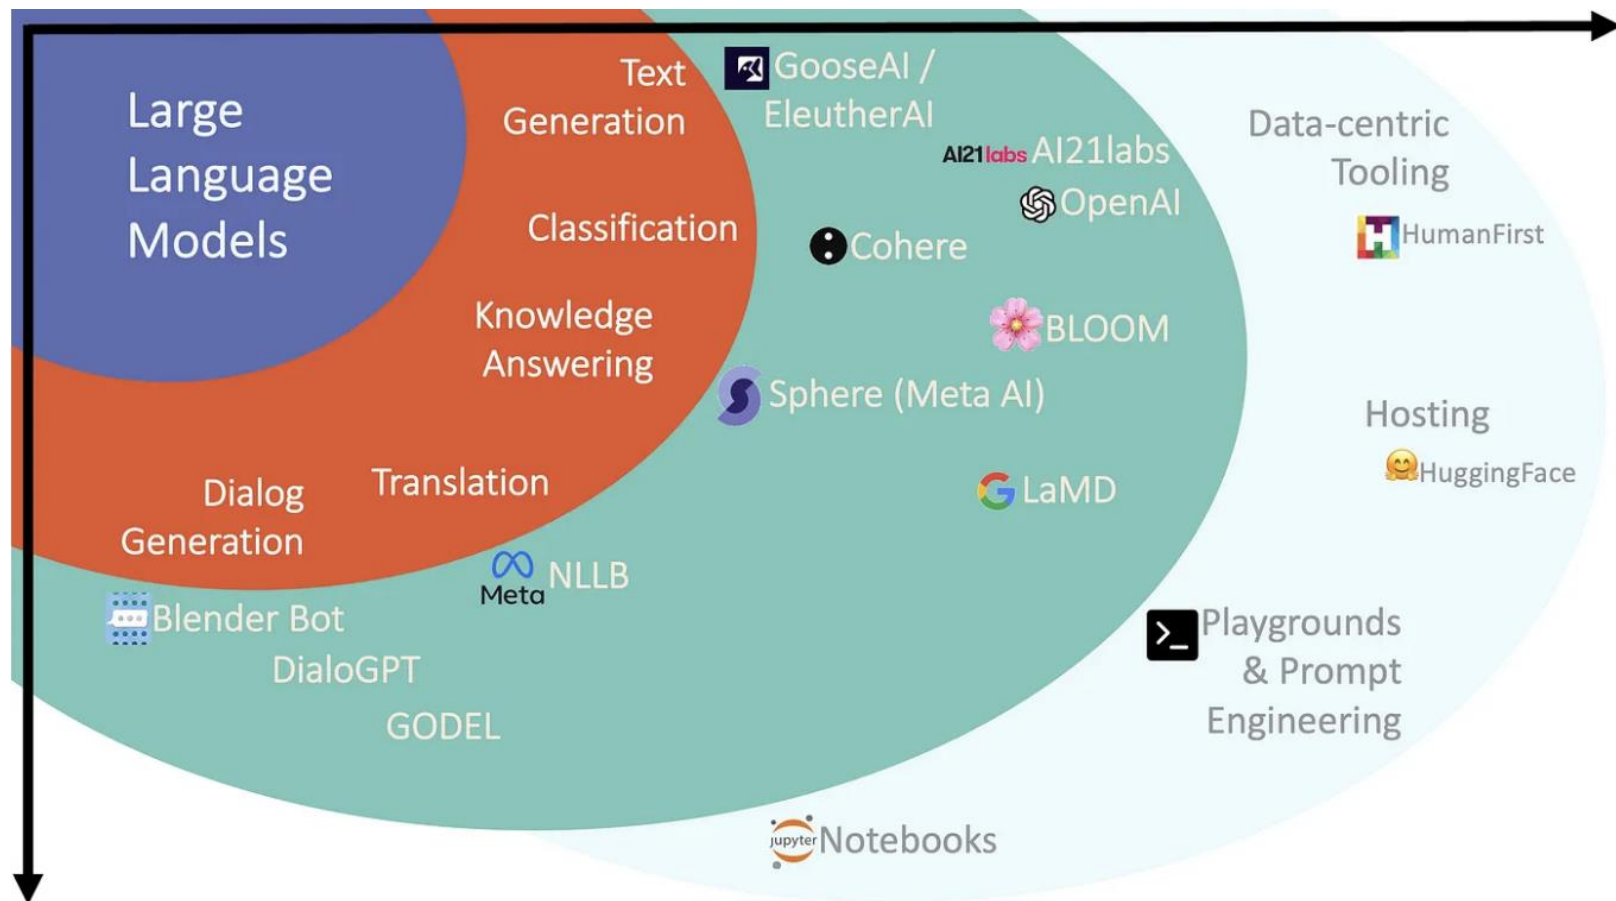 Large
Language
Models
Text
Generation
Classification
Knowledge
Answering
Translation
Dialog
Generation
GooseAI /
EleutherAI
AI21labs AI21labs
OpenAI
Cohere
BLOOM
Sphere (Meta AI)
LaMD
Meta
NLLB
Blender Bot
DialoGPT
GODEL
Data-centric
Tooling
H HumanFirst
Hosting
HuggingFace
>_ Playgrounds
& Prompt
Engineering
jupyter Notebooks